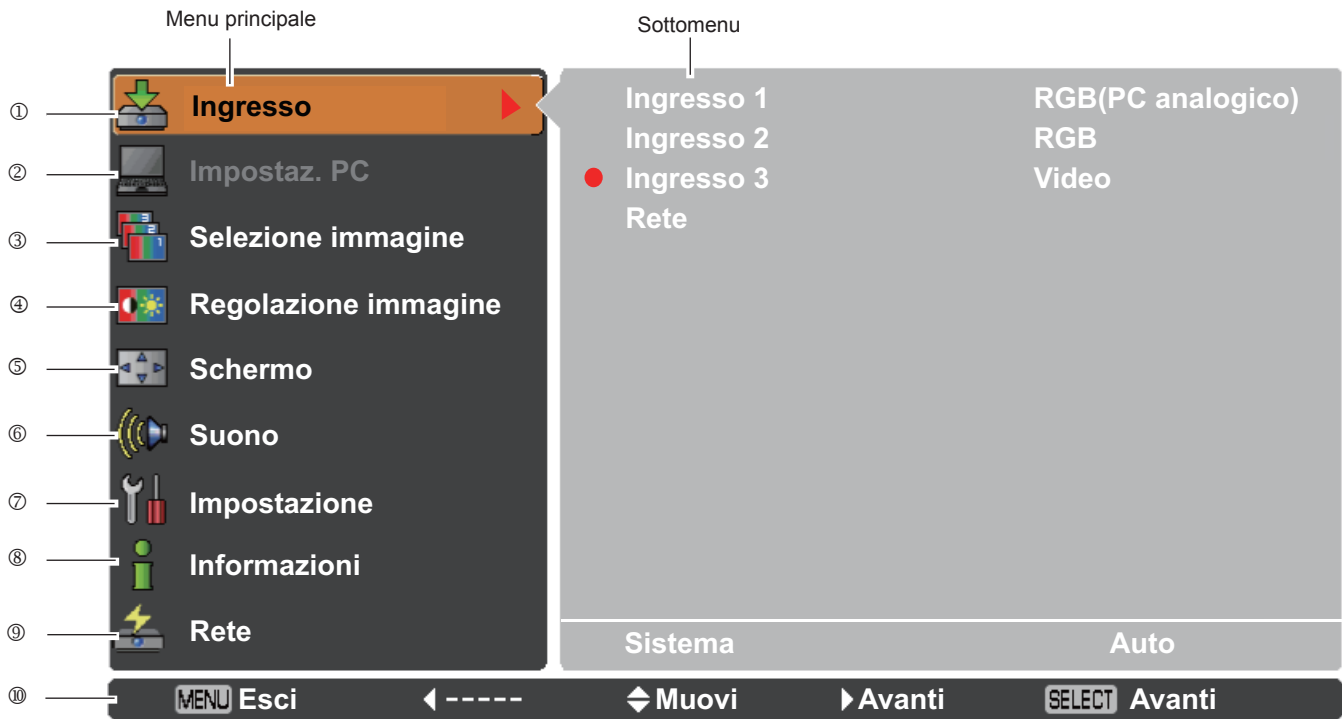 Menu principale
Sottomenu
① Ingresso
② Impostaz. PC
③ Selezione immagine
④ Regolazione immagine
⑤ Schermo
⑥ Suono
⑦ Impostazione
⑧ Informazioni
⑨ Rete
Ingresso 1 RGB(PC analogico)
Ingresso 2 RGB
Ingresso 3 Video
Rete
Sistema Auto
⑩ MENU Esci ----- Muovi Avanti SELECT Avanti